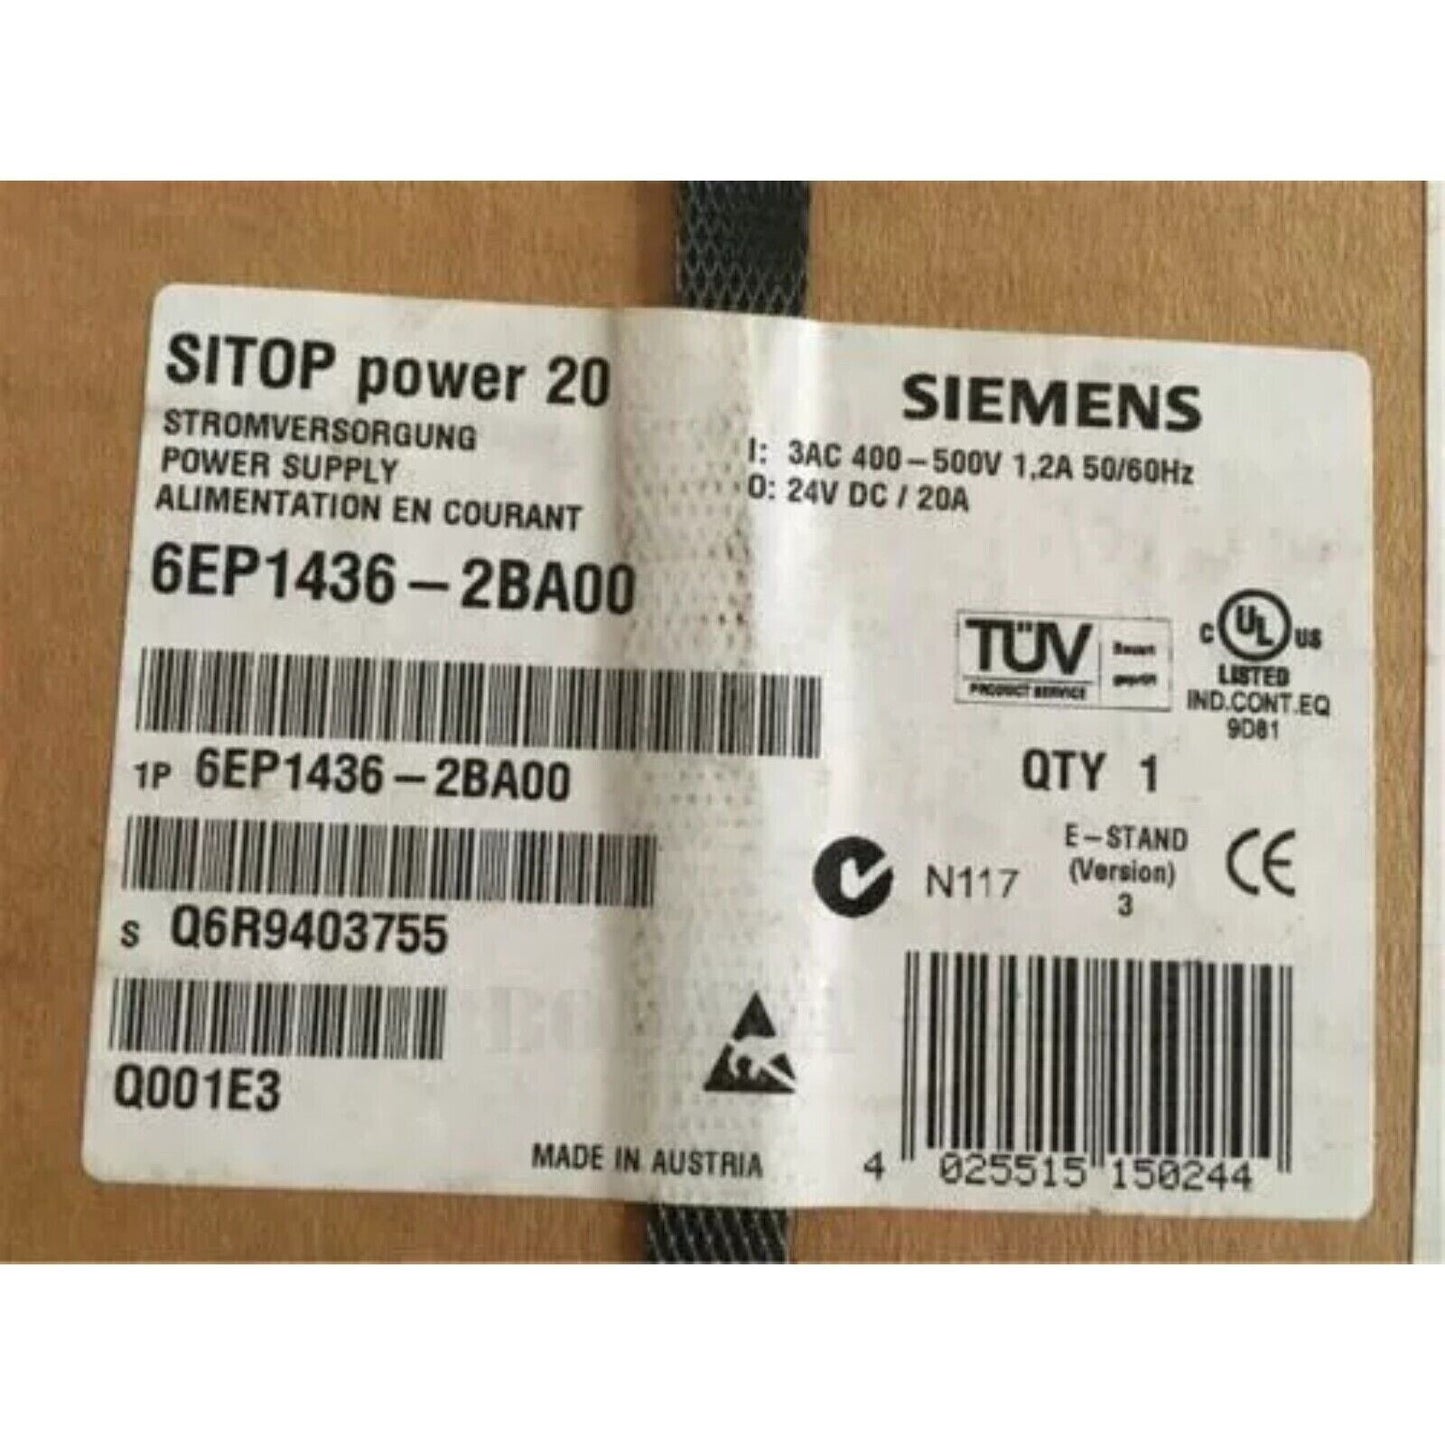 SITOP power 20
STROMVERSORGUNG
POWER SUPPLY
ALIMENTATION EN COURANT
6EP1436-2BA00
SIEMENS
I: 3AC 400-500V 1,2A 50/60Hz
O: 24V DC / 20A
TÜV
PRODUCT SERVICE
Bauart
geprüft
C UL US
LISTED
IND.CONT.EQ
9D81
1P 6EP1436-2BA00
QTY 1
E-STAND
(Version)
3
CE
N117
S Q6R9403755
Q001E3
MADE IN AUSTRIA
4 025515 150244